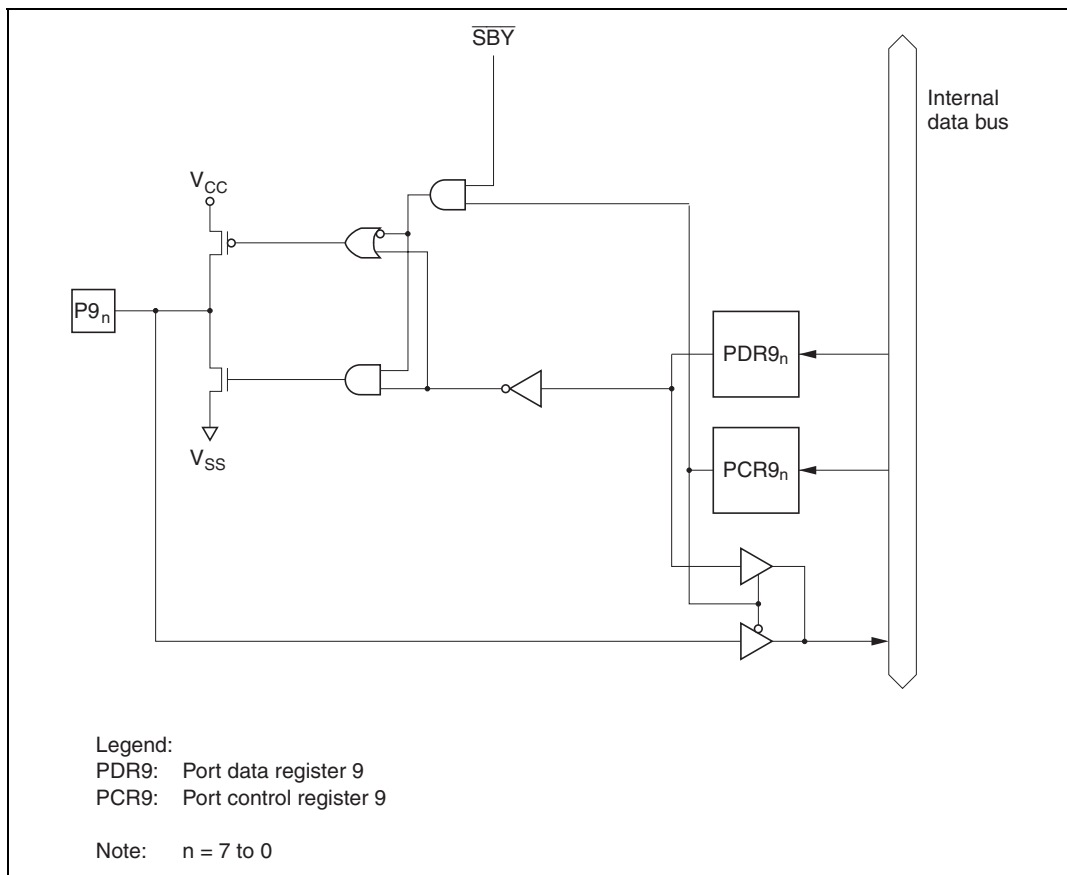 SBY
Internal
data bus
VCC
P9n
PDR9n
PCR9n
VSS
Legend:
PDR9: Port data register 9
PCR9: Port control register 9
Note: n = 7 to 0